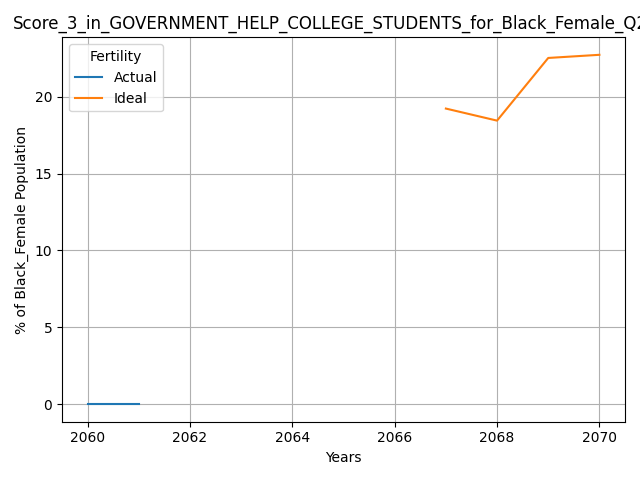 Score_3_in_GOVERNMENT_HELP_COLLEGE_STUDENTS_for_Black_Female_Q2
Fertility
Actual
Ideal
% of Black_Female Population
20
15
10
5
0
2060 2062 2064 2066 2068 2070
Years